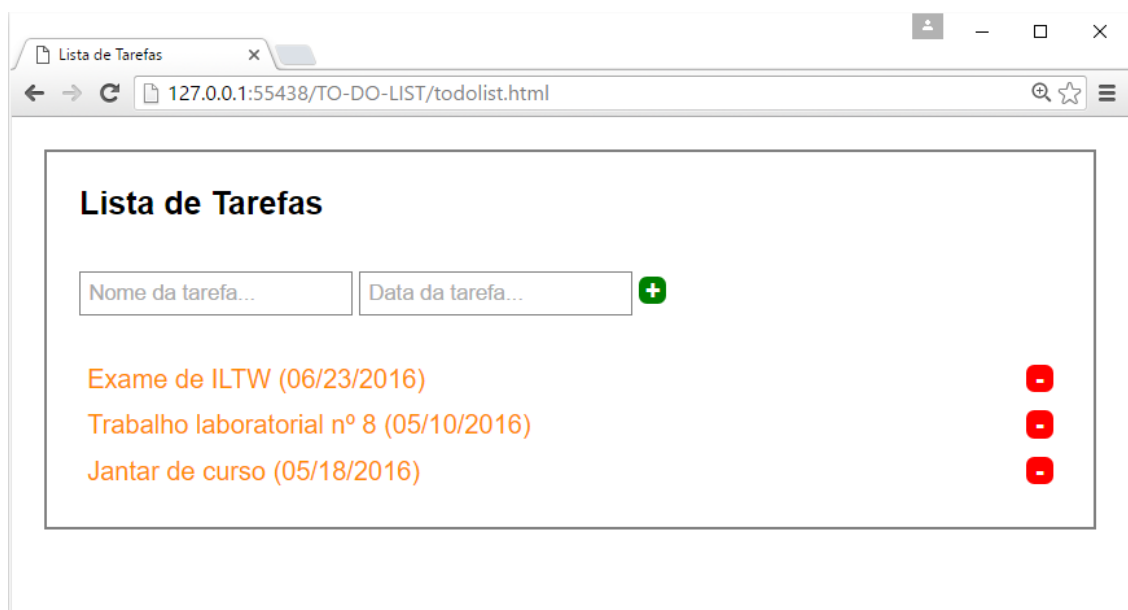 Lista de Tarefas
127.0.0.1:55438/TO-DO-LIST/todolist.html
Lista de Tarefas
Nome da tarefa... Data da tarefa... +
Exame de ILTW (06/23/2016) -
Trabalho laboratorial nº 8 (05/10/2016) -
Jantar de curso (05/18/2016) -